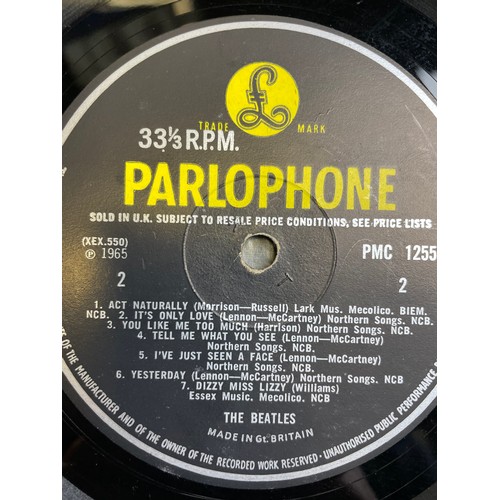 £
TRADE MARK
33⅓ R.P.M.
PARLOPHONE
SOLD IN U.K. SUBJECT TO RESALE PRICE CONDITIONS, SEE PRICE LISTS
(XEX.550)
℗ 1965
PMC 1255
2
2
1. ACT NATURALLY (Morrison—Russell) Lark Mus. Mecolico. BIEM.
NCB. 2. IT'S ONLY LOVE (Lennon—McCartney) Northern Songs. NCB.
3. YOU LIKE ME TOO MUCH (Harrison) Northern Songs. NCB.
4. TELL ME WHAT YOU SEE (Lennon—McCartney)
Northern Songs. NCB.
5. I'VE JUST SEEN A FACE (Lennon—McCartney)
Northern Songs. NCB.
6. YESTERDAY (Lennon—McCartney) Northern Songs. NCB
7. DIZZY MISS LIZZY (Williams)
Essex Music. Mecolico. NCB
THE BEATLES
MADE IN Gt. BRITAIN
OF THE MANUFACTURER AND OF THE OWNER OF THE RECORDED WORK RESERVED • UNAUTHORISED PUBLIC PERFORMANCE